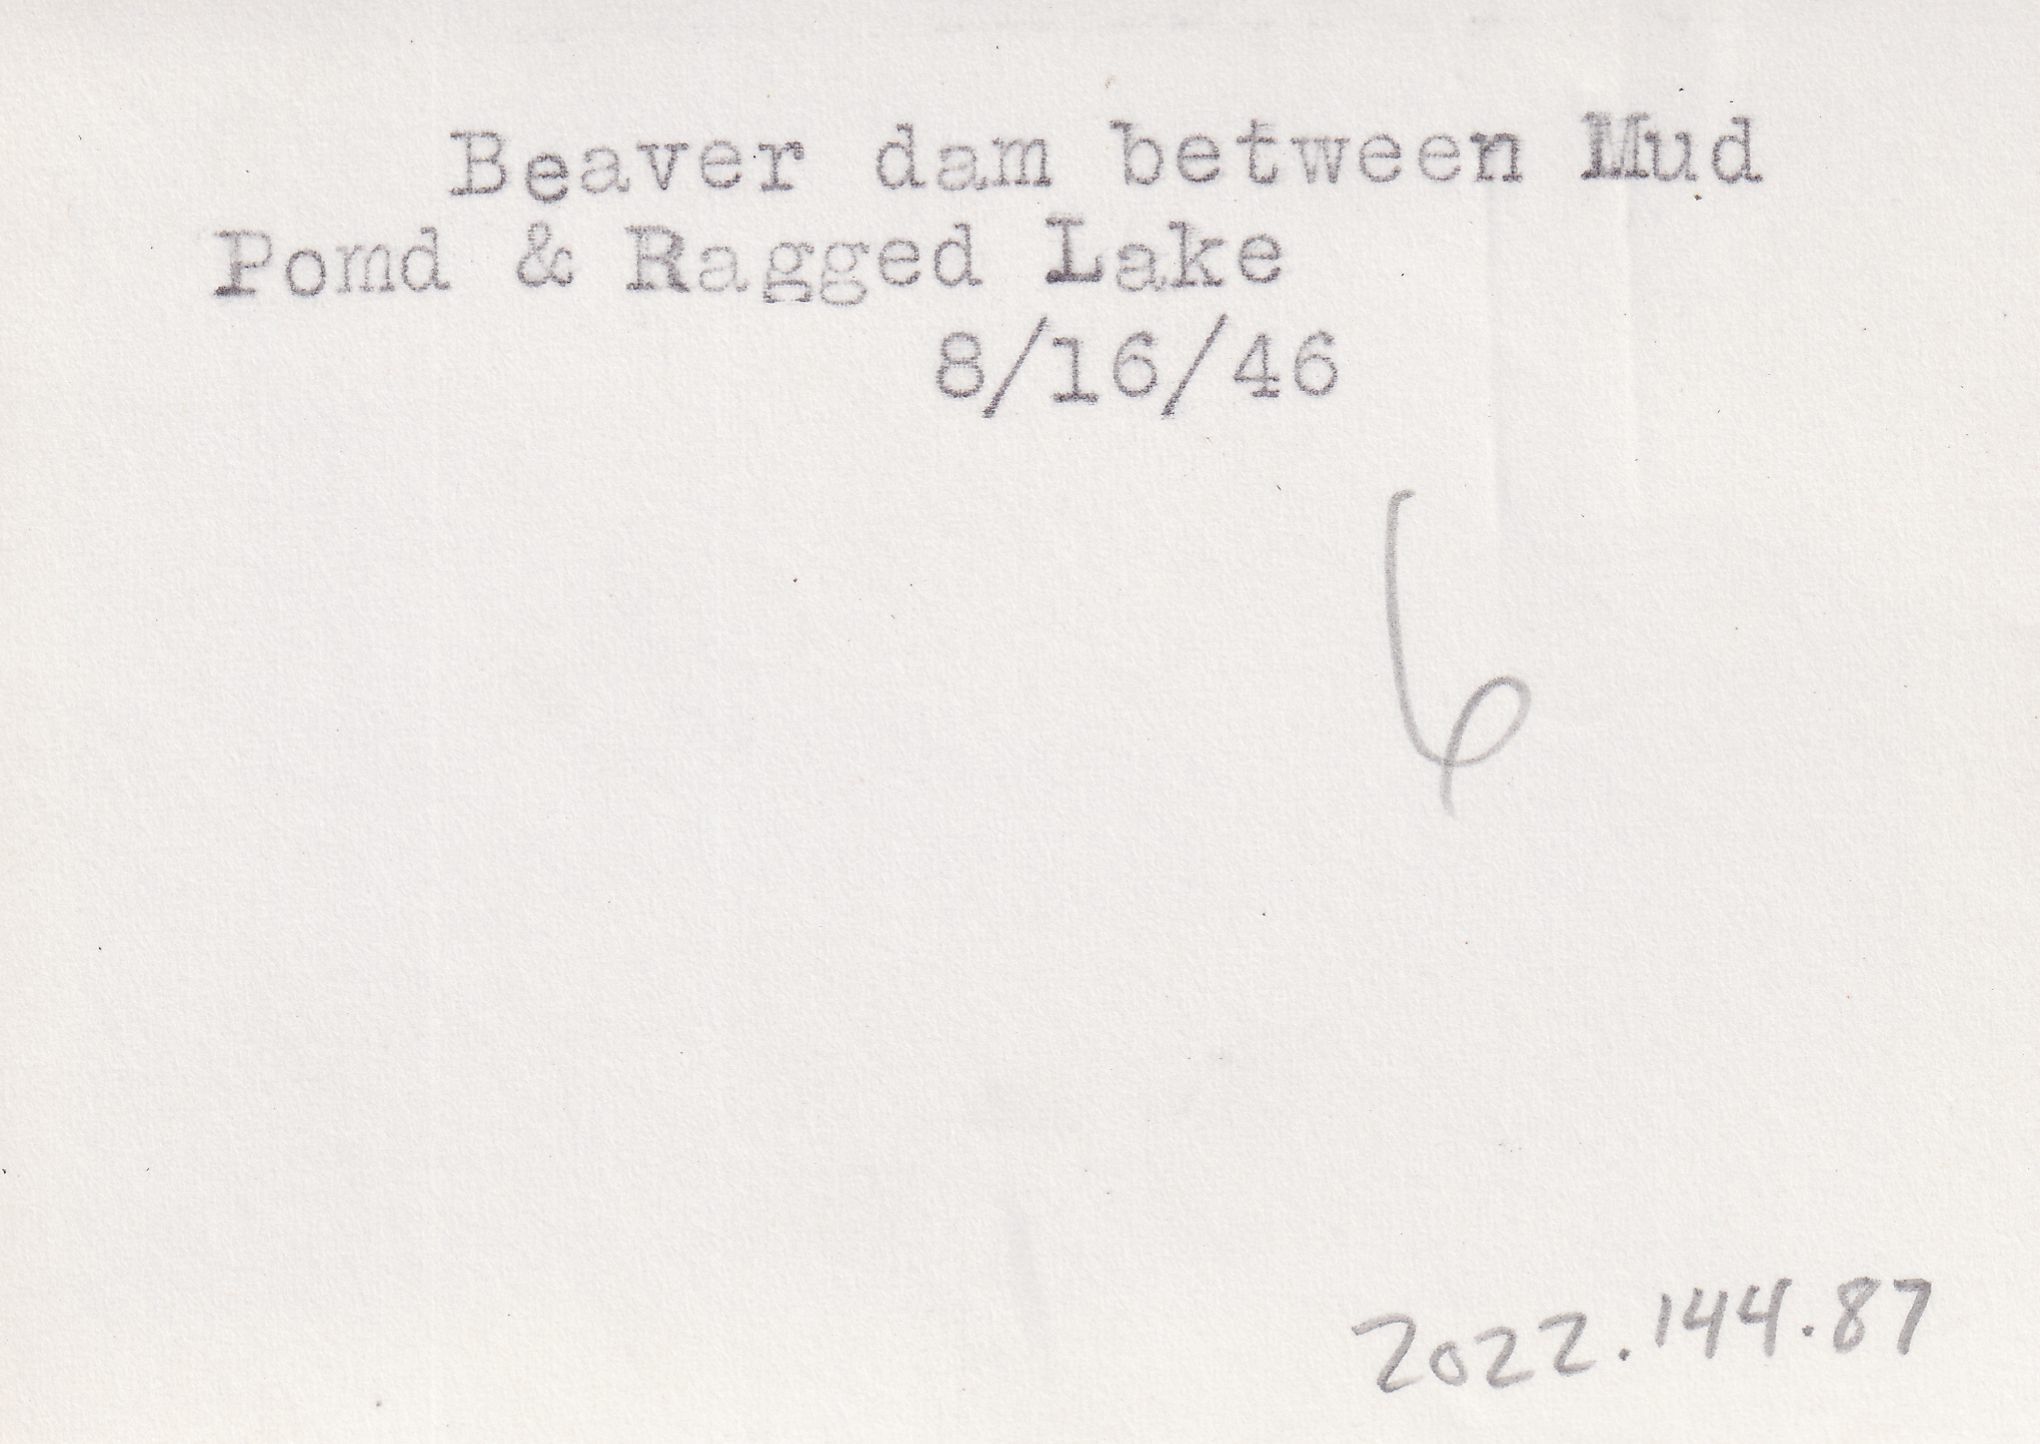 Beaver dam between Mud
Pomd & Ragged Lake
8/16/46
6
2022.144.87